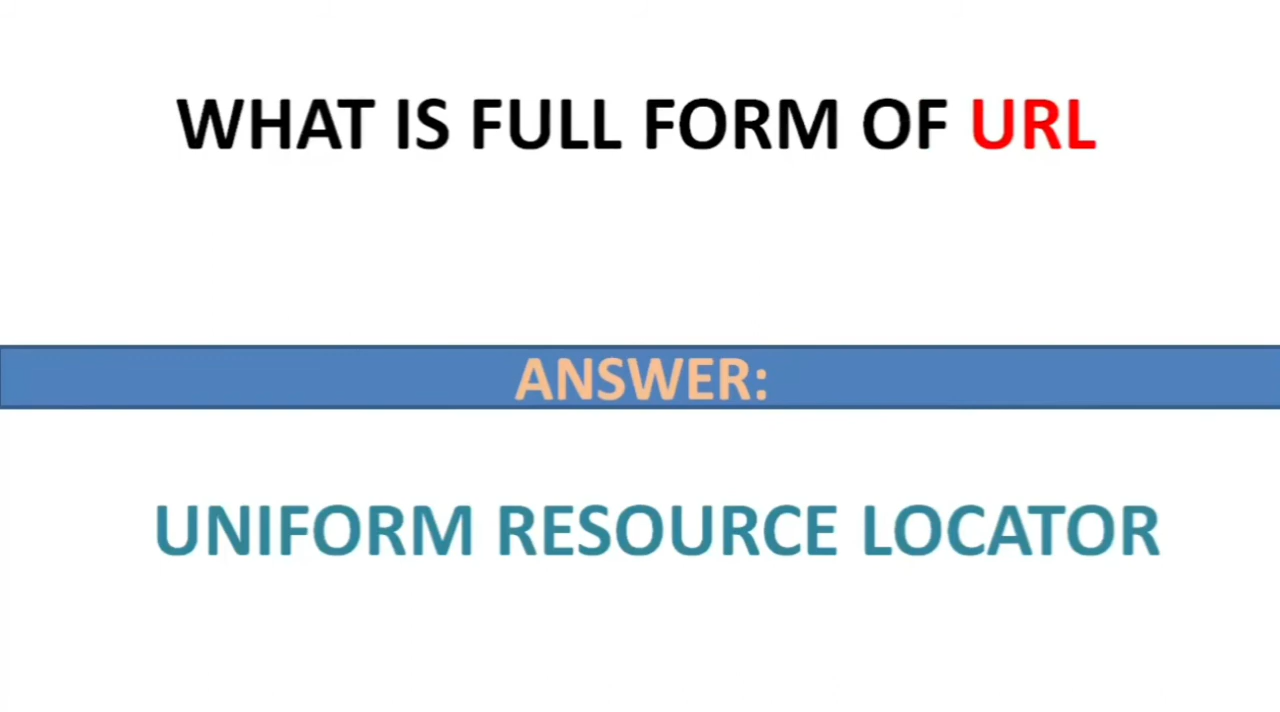 WHAT IS FULL FORM OF URL
ANSWER:
UNIFORM RESOURCE LOCATOR